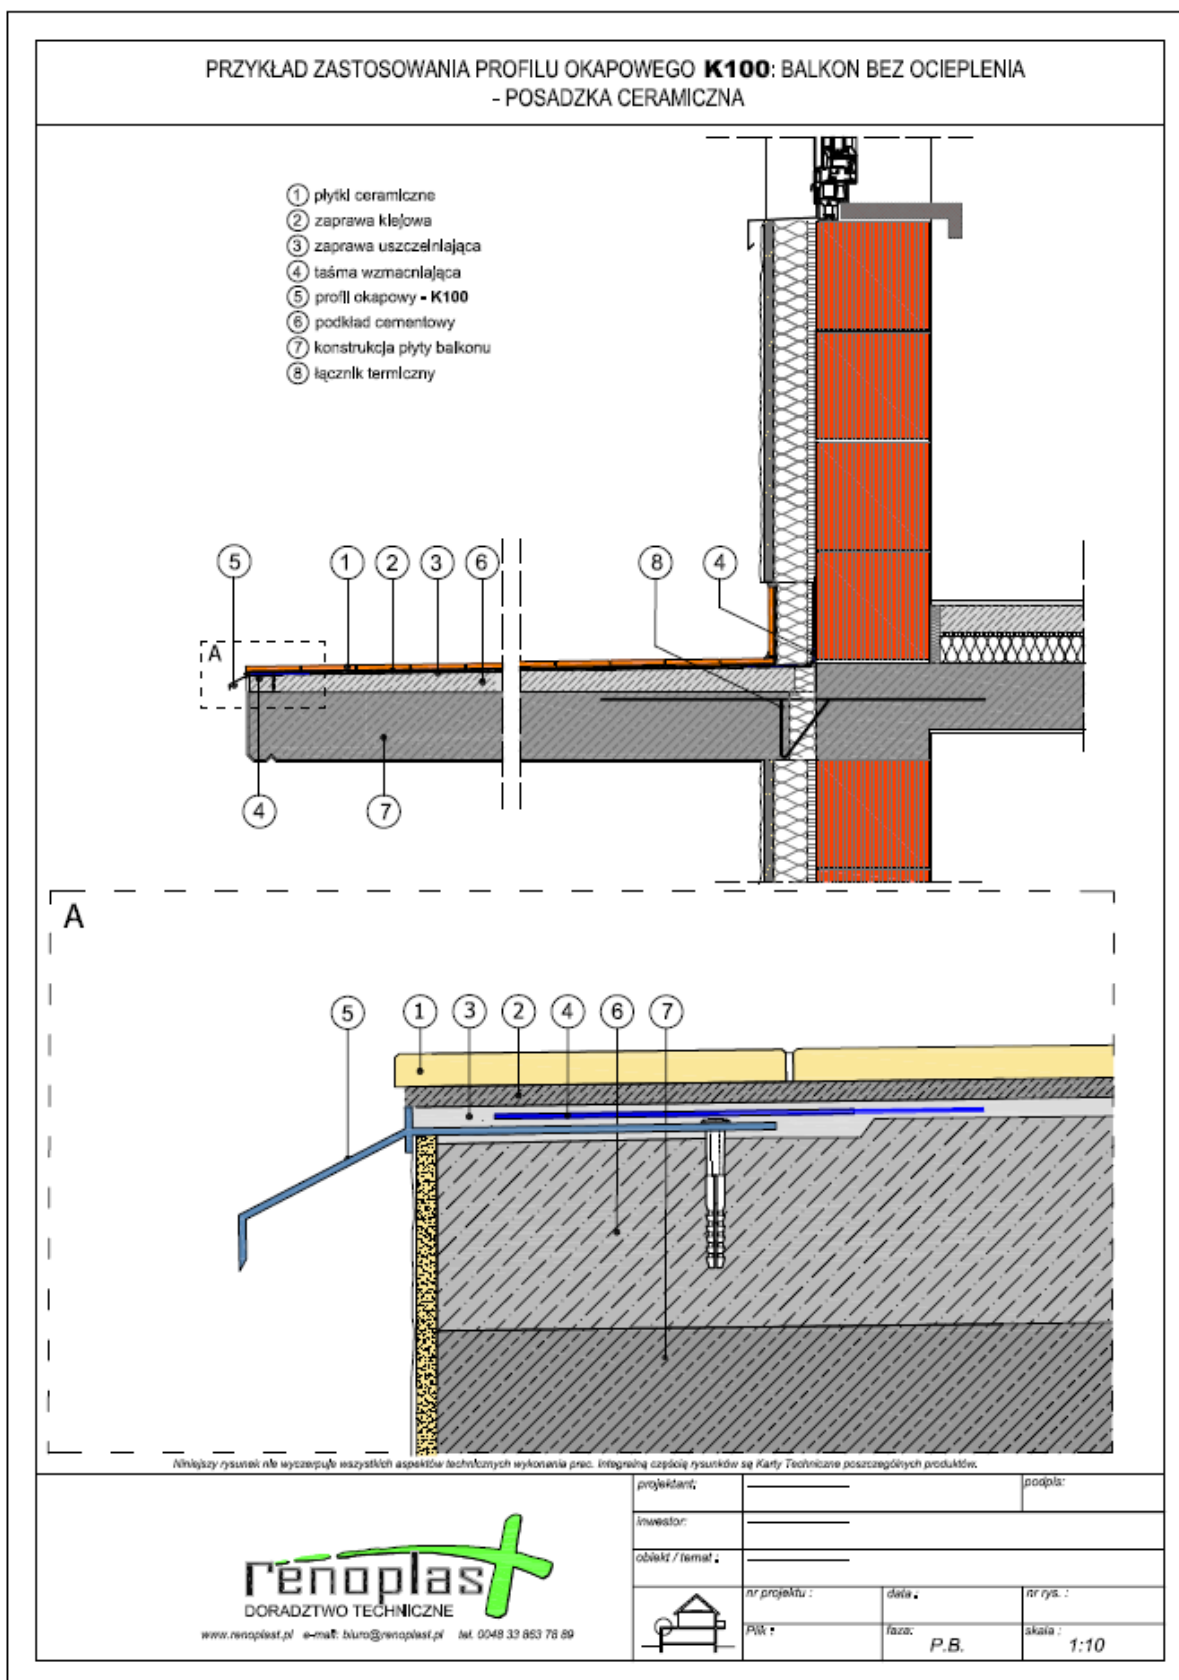 PRZYKŁAD ZASTOSOWANIA PROFILU OKAPOWEGO K100: BALKON BEZ OCIEPLENIA
- POSADZKA CERAMICZNA
1 płytki ceramiczne
2 zaprawa klejowa
3 zaprawa uszczelniająca
4 taśma wzmacniająca
5 profil okapowy - K100
6 podkład cementowy
7 konstrukcja płyty balkonu
8 łącznik termiczny
5 1 2 3 6 8 4
A
4 7
A
5 1 3 2 4 6 7
Niniejszy rysunek nie wyczerpuje wszystkich aspektów technicznych wykonania prac. Integralną częścią rysunków są Karty Techniczne poszczególnych produktów.
projektant:
podpis:
inwestor:
obiekt / temat :
nr projektu :
data :
nr rys. :
Plik :
faza:
P.B.
skala :
1:10
renoplast
DORADZTWO TECHNICZNE
www.renoplast.pl e-mail: biuro@renoplast.pl tel. 0048 33 863 78 89